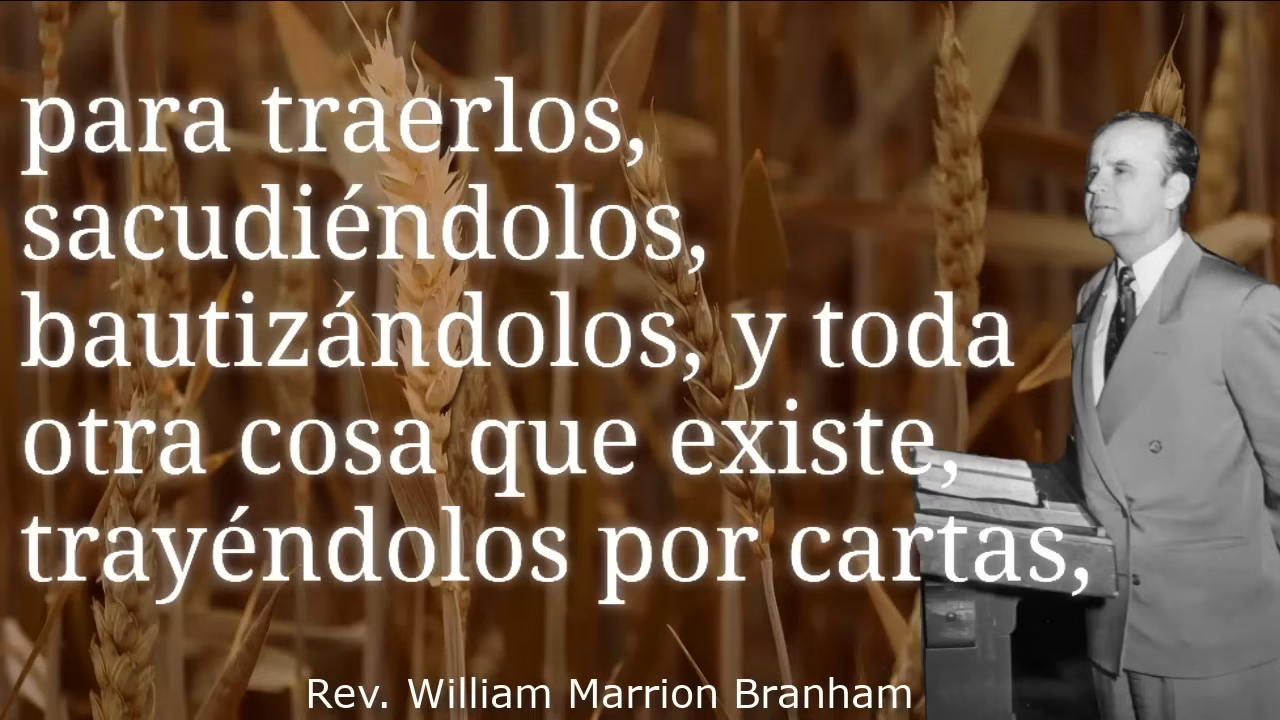 para traerlos,
sacudiéndolos,
bautizándolos, y toda
otra cosa que existe,
trayéndolos por cartas,
Rev. William Marrion Branham